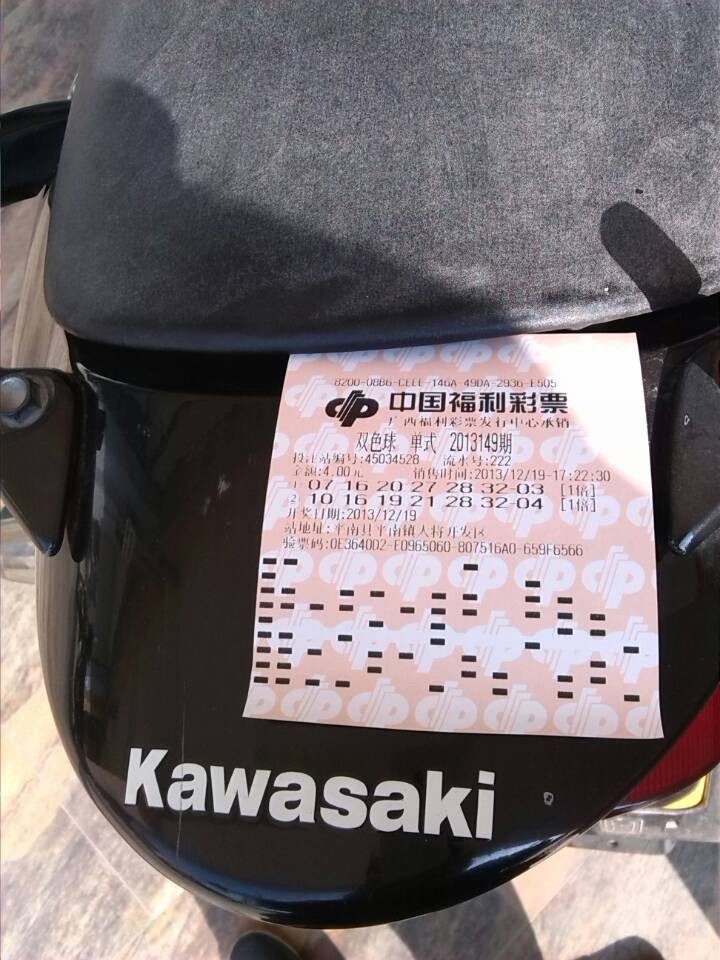 8200-08B6-CEEE-146A-49DA-2936-E505
中国福利彩票
广西福利彩票发行中心承销
双色球 单式 2013149期
投注站编号:45034528 流水号:222
金额:4.00元 销售时间:2013/12/19-17:22:30
1 07 16 20 27 28 32-03 [1倍]
2 10 16 19 21 28 32-04 [1倍]
开奖日期:2013/12/19
站地址:平南县平南镇人将开发区
验票码:0E3640D2-E0965060-807516A0-659F6566
Kawasaki